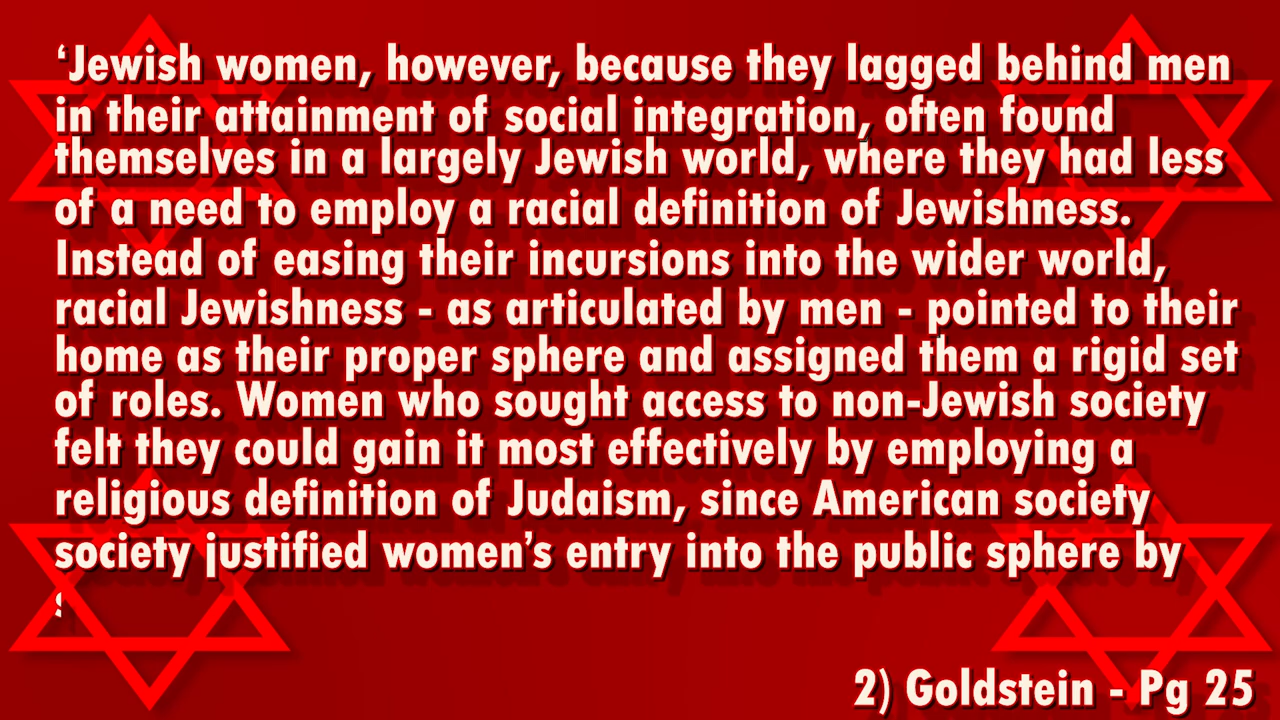 ‘Jewish women, however, because they lagged behind men
in their attainment of social integration, often found
themselves in a largely Jewish world, where they had less
of a need to employ a racial definition of Jewishness.
Instead of easing their incursions into the wider world,
racial Jewishness - as articulated by men - pointed to their
home as their proper sphere and assigned them a rigid set
of roles. Women who sought access to non-Jewish society
felt they could gain it most effectively by employing a
religious definition of Judaism, since American society
society justified women’s entry into the public sphere by
2) Goldstein - Pg 25